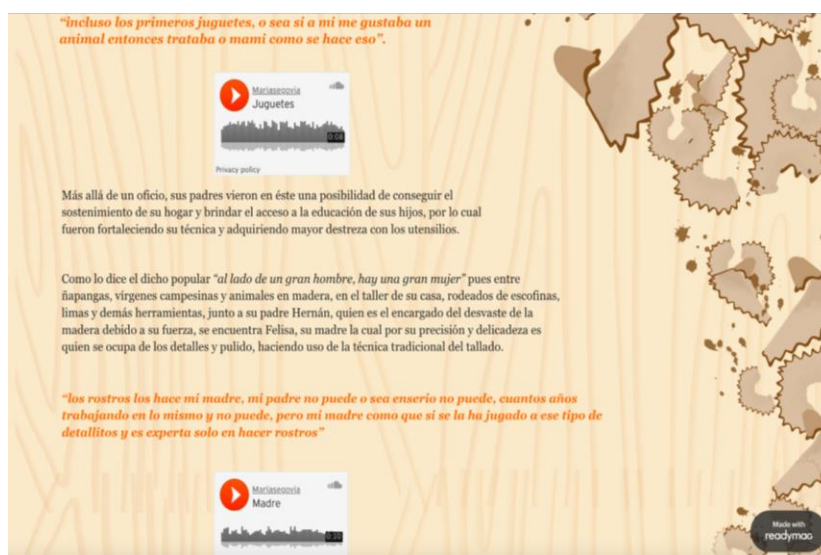 “incluso los primeros juguetes, o sea si a mi me gustaba un
animal entonces trataba o mami como se hace eso”.
Mariasegovia
Juguetes
Privacy policy
Más allá de un oficio, sus padres vieron en éste una posibilidad de conseguir el
sostenimiento de su hogar y brindar el acceso a la educación de sus hijos, por lo cual
fueron fortaleciendo su técnica y adquiriendo mayor destreza con los utensilios.
Como lo dice el dicho popular “al lado de un gran hombre, hay una gran mujer” pues entre
ñapangas, vírgenes campesinas y animales en madera, en el taller de su casa, rodeados de escofinas,
limas y demás herramientas, junto a su padre Hernán, quien es el encargado del desvaste de la
madera debido a su fuerza, se encuentra Felisa, su madre la cual por su precisión y delicadeza es
quien se ocupa de los detalles y pulido, haciendo uso de la técnica tradicional del tallado.
“los rostros los hace mi madre, mi padre no puede o sea enserio no puede, cuantos años
trabajando en lo mismo y no puede, pero mi madre como que si se la ha jugado a ese tipo de
detallitos y es experta solo en hacer rostros”
Mariasegovia
Madre
Made with
readymag